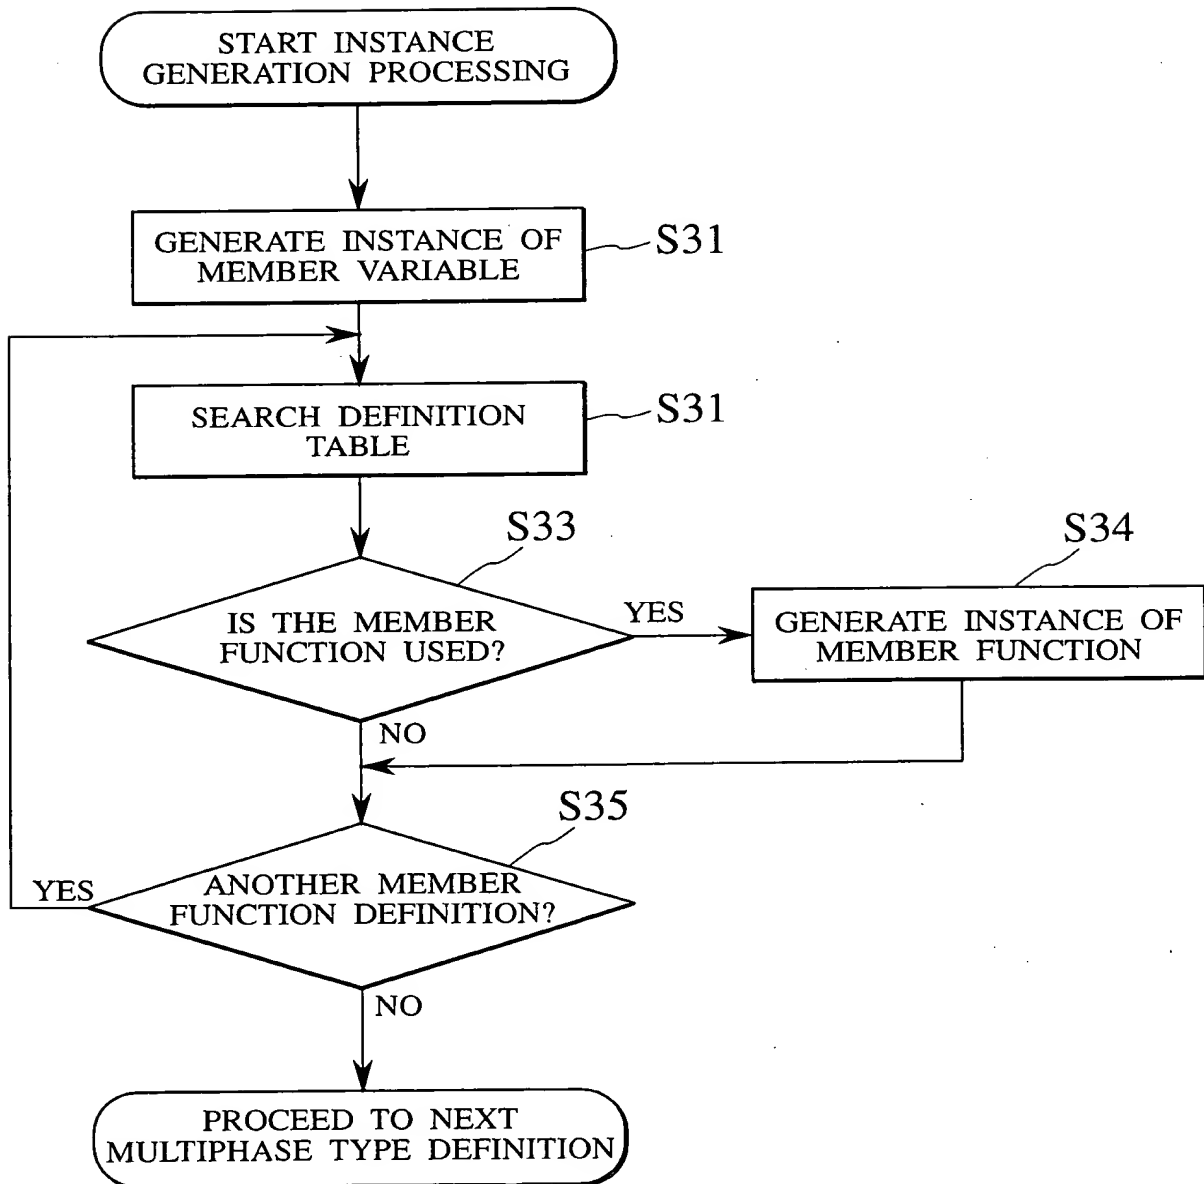 START INSTANCE
GENERATION PROCESSING
GENERATE INSTANCE OF
MEMBER VARIABLE
S31
SEARCH DEFINITION
TABLE
S31
S33
IS THE MEMBER
FUNCTION USED?
YES
NO
S34
GENERATE INSTANCE OF
MEMBER FUNCTION
S35
ANOTHER MEMBER
FUNCTION DEFINITION?
YES
NO
PROCEED TO NEXT
MULTIPHASE TYPE DEFINITION